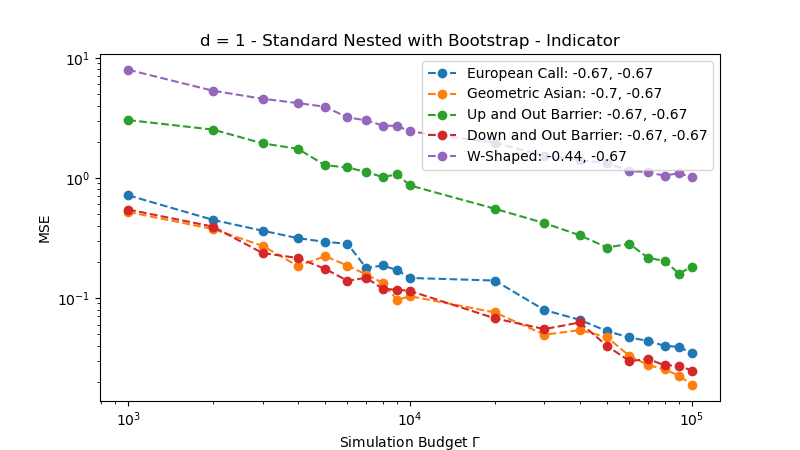 d = 1 - Standard Nested with Bootstrap - Indicator
10¹
10⁰
10⁻¹
MSE
European Call: -0.67, -0.67
Geometric Asian: -0.7, -0.67
Up and Out Barrier: -0.67, -0.67
Down and Out Barrier: -0.67, -0.67
W-Shaped: -0.44, -0.67
10³
10⁴
10⁵
Simulation Budget Γ